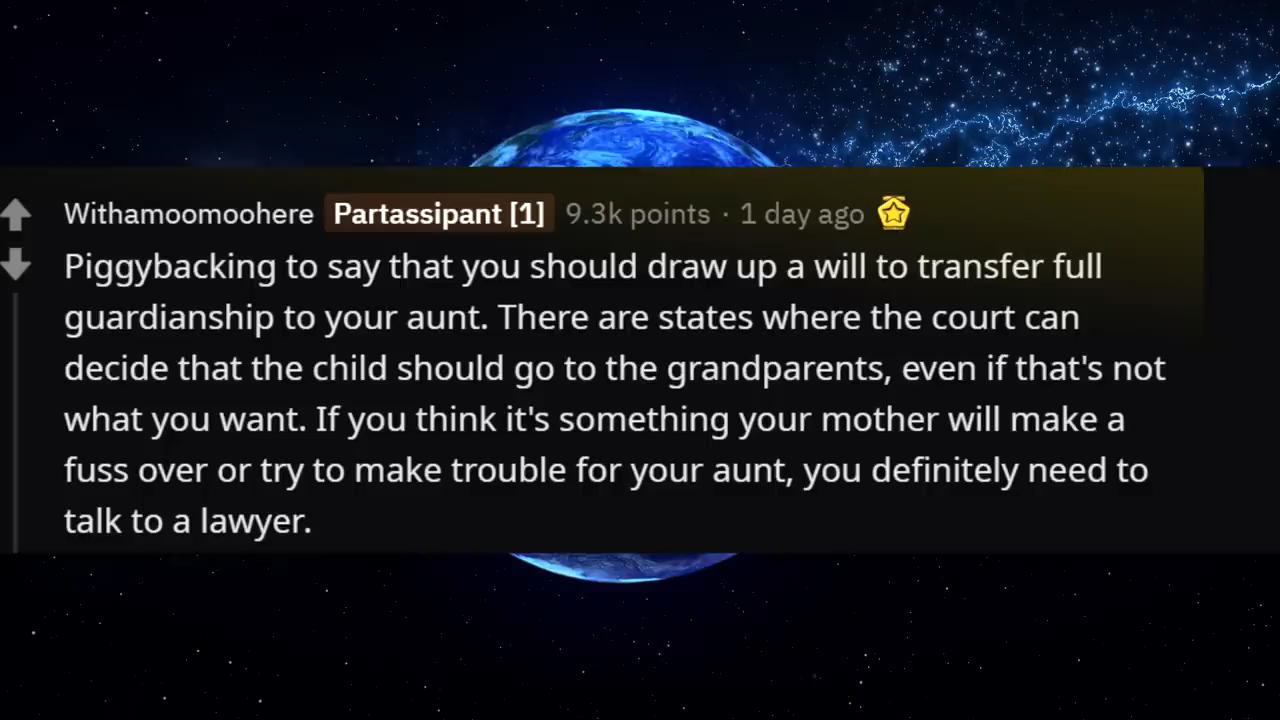 Withamoomoohere Partassipant [1] 9.3k points · 1 day ago
Piggybacking to say that you should draw up a will to transfer full
guardianship to your aunt. There are states where the court can
decide that the child should go to the grandparents, even if that's not
what you want. If you think it's something your mother will make a
fuss over or try to make trouble for your aunt, you definitely need to
talk to a lawyer.